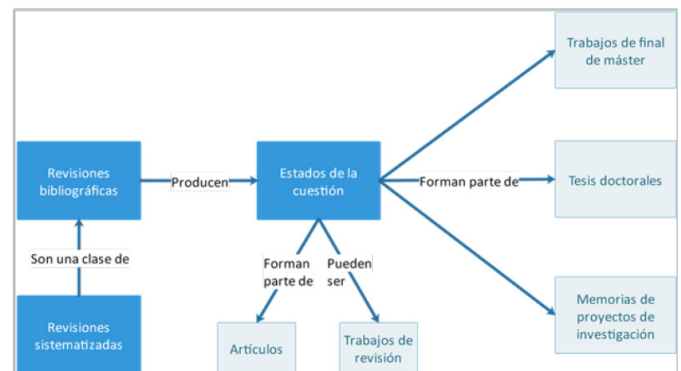 Trabajos de final
de máster
Revisiones
bibliográficas
Producen
Estados de la
cuestión
Forman parte de
Tesis doctorales
Son una clase de
Forman
parte de
Pueden
ser
Memorias de
proyectos de
investigación
Revisiones
sistematizadas
Artículos
Trabajos de
revisión